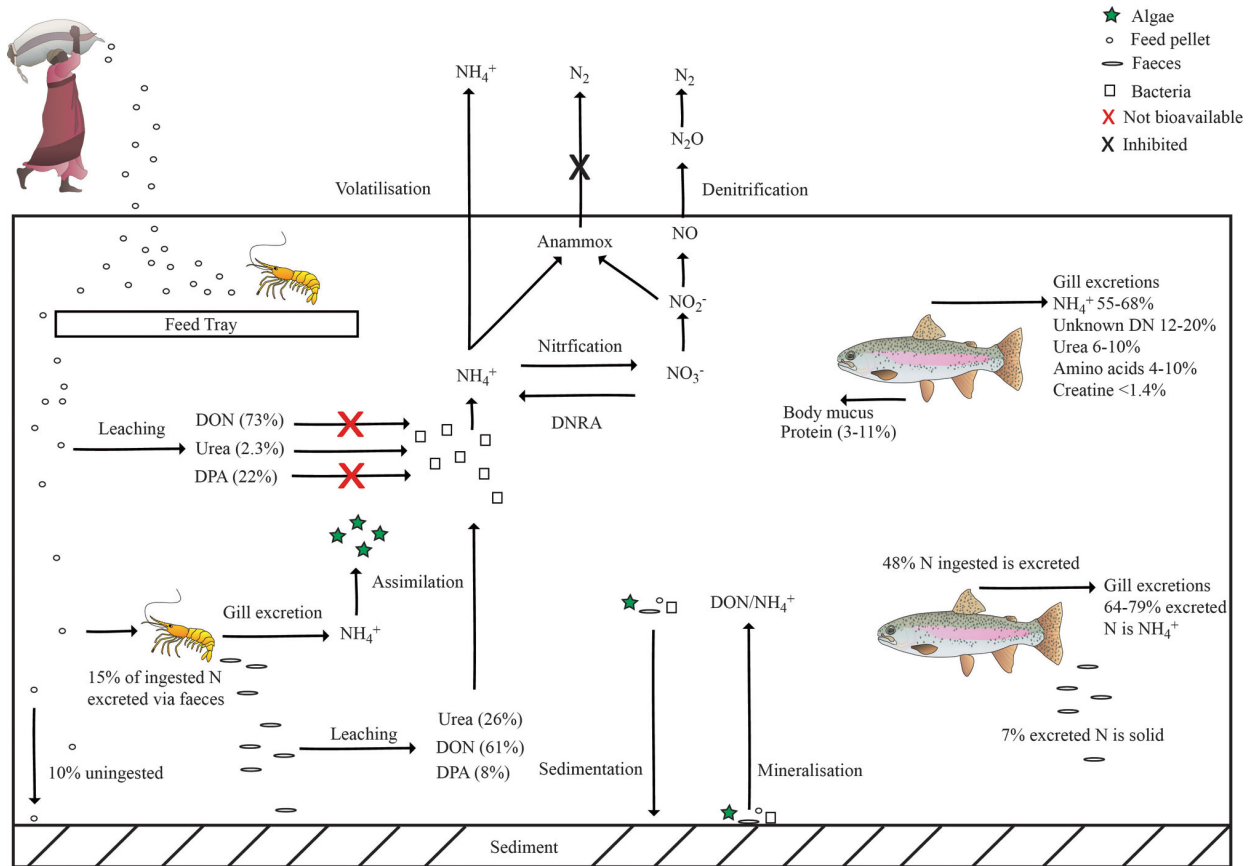 Algae
Feed pellet
Faeces
Bacteria
Not bioavailable
Inhibited
NH₄⁺
N₂
N₂
N₂O
Volatilisation
Denitrification
Anammox
NO
NO₂⁻
Feed Tray
Nitrfication
NH₄⁺
NO₃⁻
DNRA
Gill excretions
NH₄⁺ 55-68%
Unknown DN 12-20%
Urea 6-10%
Amino acids 4-10%
Creatine <1.4%
Body mucus
Protein (3-11%)
Leaching
DON (73%)
Urea (2.3%)
DPA (22%)
Assimilation
Gill excretion
NH₄⁺
15% of ingested N
excreted via faeces
10% uningested
Leaching
Urea (26%)
DON (61%)
DPA (8%)
DON/NH₄⁺
Sedimentation
Mineralisation
48% N ingested is excreted
Gill excretions
64-79% excreted
N is NH₄⁺
7% excreted N is solid
Sediment